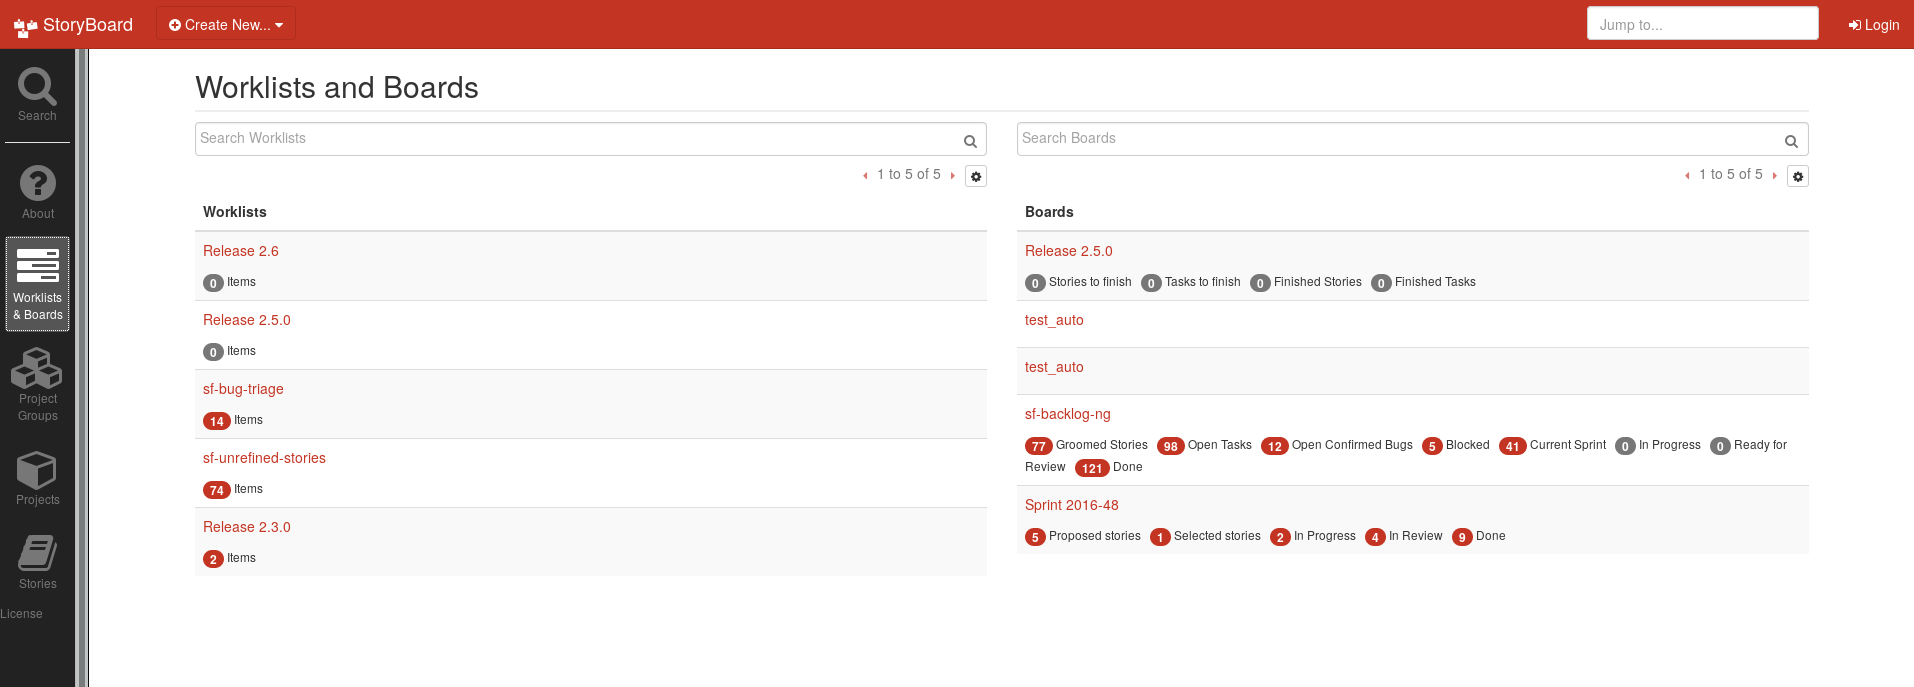 StoryBoard
Create New...
Jump to...
Login
Search
About
Worklists
& Boards
Project
Groups
Projects
Stories
License
Worklists and Boards
Search Worklists
1 to 5 of 5
Worklists
Release 2.6
0 Items
Release 2.5.0
0 Items
sf-bug-triage
14 Items
sf-unrefined-stories
74 Items
Release 2.3.0
2 Items
Search Boards
1 to 5 of 5
Boards
Release 2.5.0
0 Stories to finish 0 Tasks to finish 0 Finished Stories 0 Finished Tasks
test_auto
test_auto
sf-backlog-ng
77 Groomed Stories 98 Open Tasks 12 Open Confirmed Bugs 5 Blocked 41 Current Sprint 0 In Progress 0 Ready for
Review 121 Done
Sprint 2016-48
5 Proposed stories 1 Selected stories 2 In Progress 4 In Review 9 Done